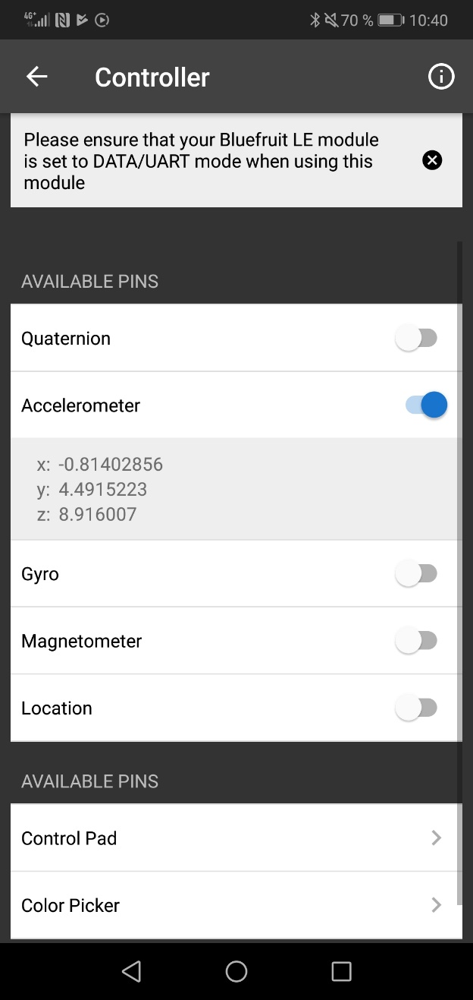 4G+ 70 % 10:40
Controller
Please ensure that your Bluefruit LE module
is set to DATA/UART mode when using this
module
AVAILABLE PINS
Quaternion
Accelerometer
x: -0.81402856
y: 4.4915223
z: 8.916007
Gyro
Magnetometer
Location
AVAILABLE PINS
Control Pad
Color Picker